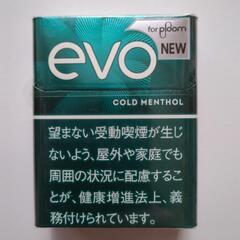 for Ploom
NEW
evo
COLD MENTHOL
望まない受動喫煙が生じ
ないよう、屋外や家庭でも
周囲の状況に配慮するこ
とが、健康増進法上、義
務付けられています。